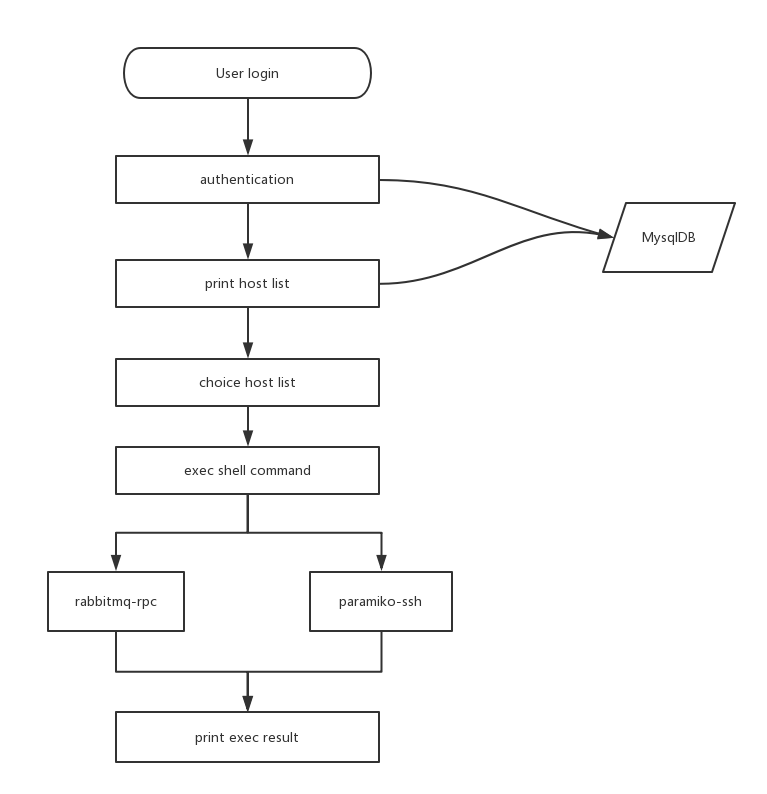 User login
authentication
MysqlDB
print host list
choice host list
exec shell command
rabbitmq-rpc
paramiko-ssh
print exec result